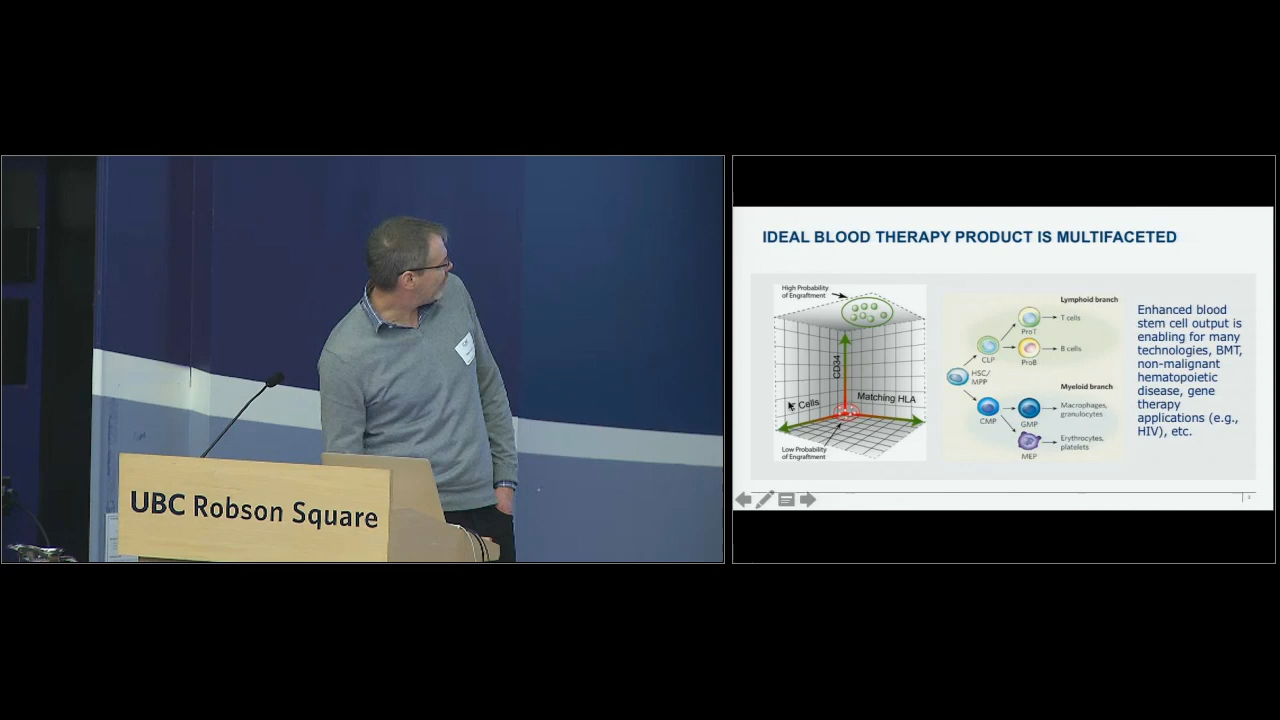 UBC Robson Square
IDEAL BLOOD THERAPY PRODUCT IS MULTIFACETED
High Probability
of Engraftment
CD34
Cells
Matching HLA
Low Probability
of Engraftment
Lymphoid branch
T cells
ProT
B cells
ProB
CLP
HSC/
MPP
Myeloid branch
Macrophages,
granulocytes
CMP
GMP
Erythrocytes,
platelets
MEP
Enhanced blood
stem cell output is
enabling for many
technologies, BMT,
non-malignant
hematopoietic
disease, gene
therapy
applications (e.g.,
HIV), etc.